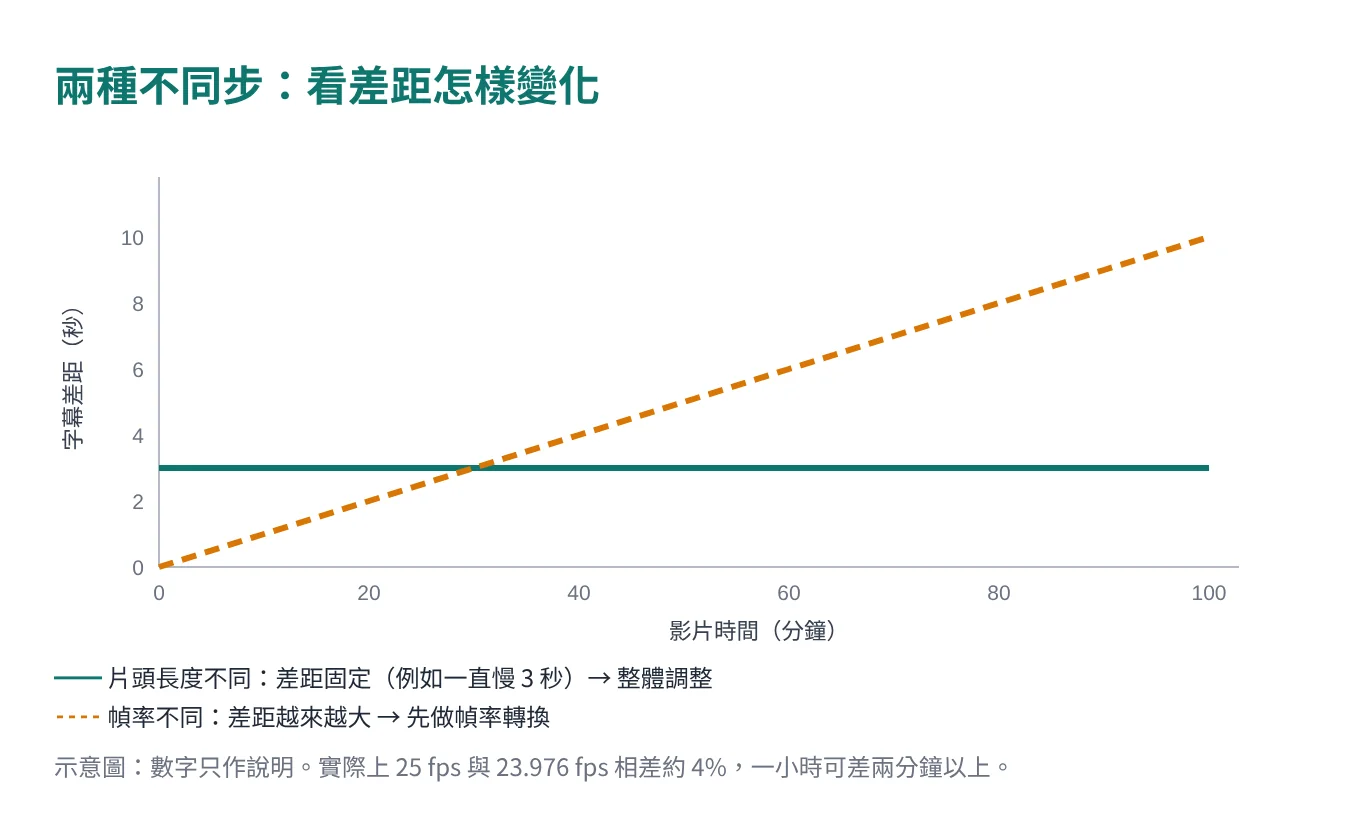 兩種不同步：看差距怎樣變化
字幕差距（秒）
10
8
6
4
2
0
0 20 40 60 80 100
影片時間（分鐘）
片頭長度不同：差距固定（例如一直慢 3 秒）→ 整體調整
幀率不同：差距越來越大 → 先做幀率轉換
示意圖：數字只作說明。實際上 25 fps 與 23.976 fps 相差約 4%，一小時可差兩分鐘以上。